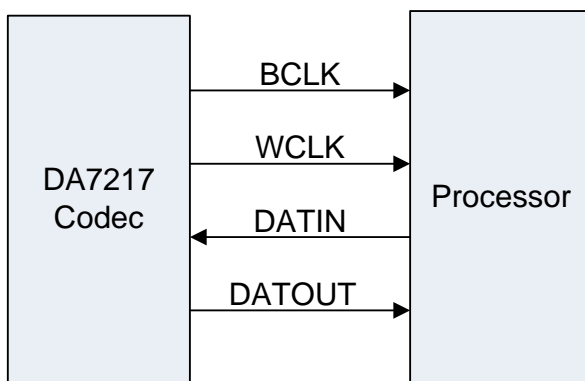 DA7217
Codec
BCLK
WCLK
DATIN
DATOUT
Processor